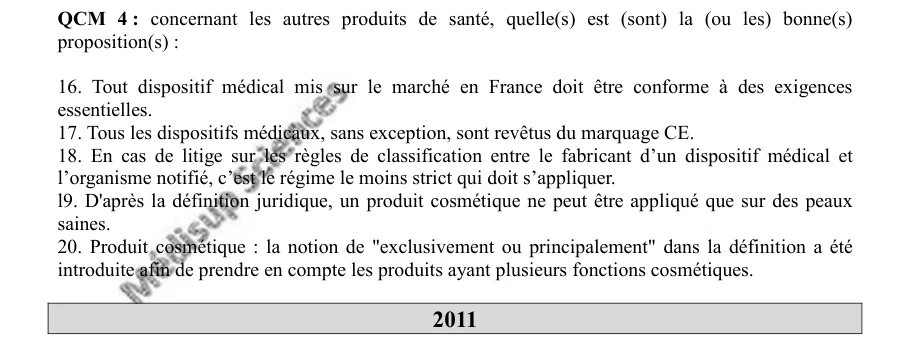 QCM 4 : concernant les autres produits de santé, quelle(s) est (sont) la (ou les) bonne(s)
proposition(s) :
16. Tout dispositif médical mis sur le marché en France doit être conforme à des exigences
essentielles.
17. Tous les dispositifs médicaux, sans exception, sont revêtus du marquage CE.
18. En cas de litige sur les règles de classification entre le fabricant d’un dispositif médical et
l’organisme notifié, c’est le régime le moins strict qui doit s’appliquer.
l9. D'après la définition juridique, un produit cosmétique ne peut être appliqué que sur des peaux
saines.
20. Produit cosmétique : la notion de "exclusivement ou principalement" dans la définition a été
introduite afin de prendre en compte les produits ayant plusieurs fonctions cosmétiques.
Médisup Sciences
2011